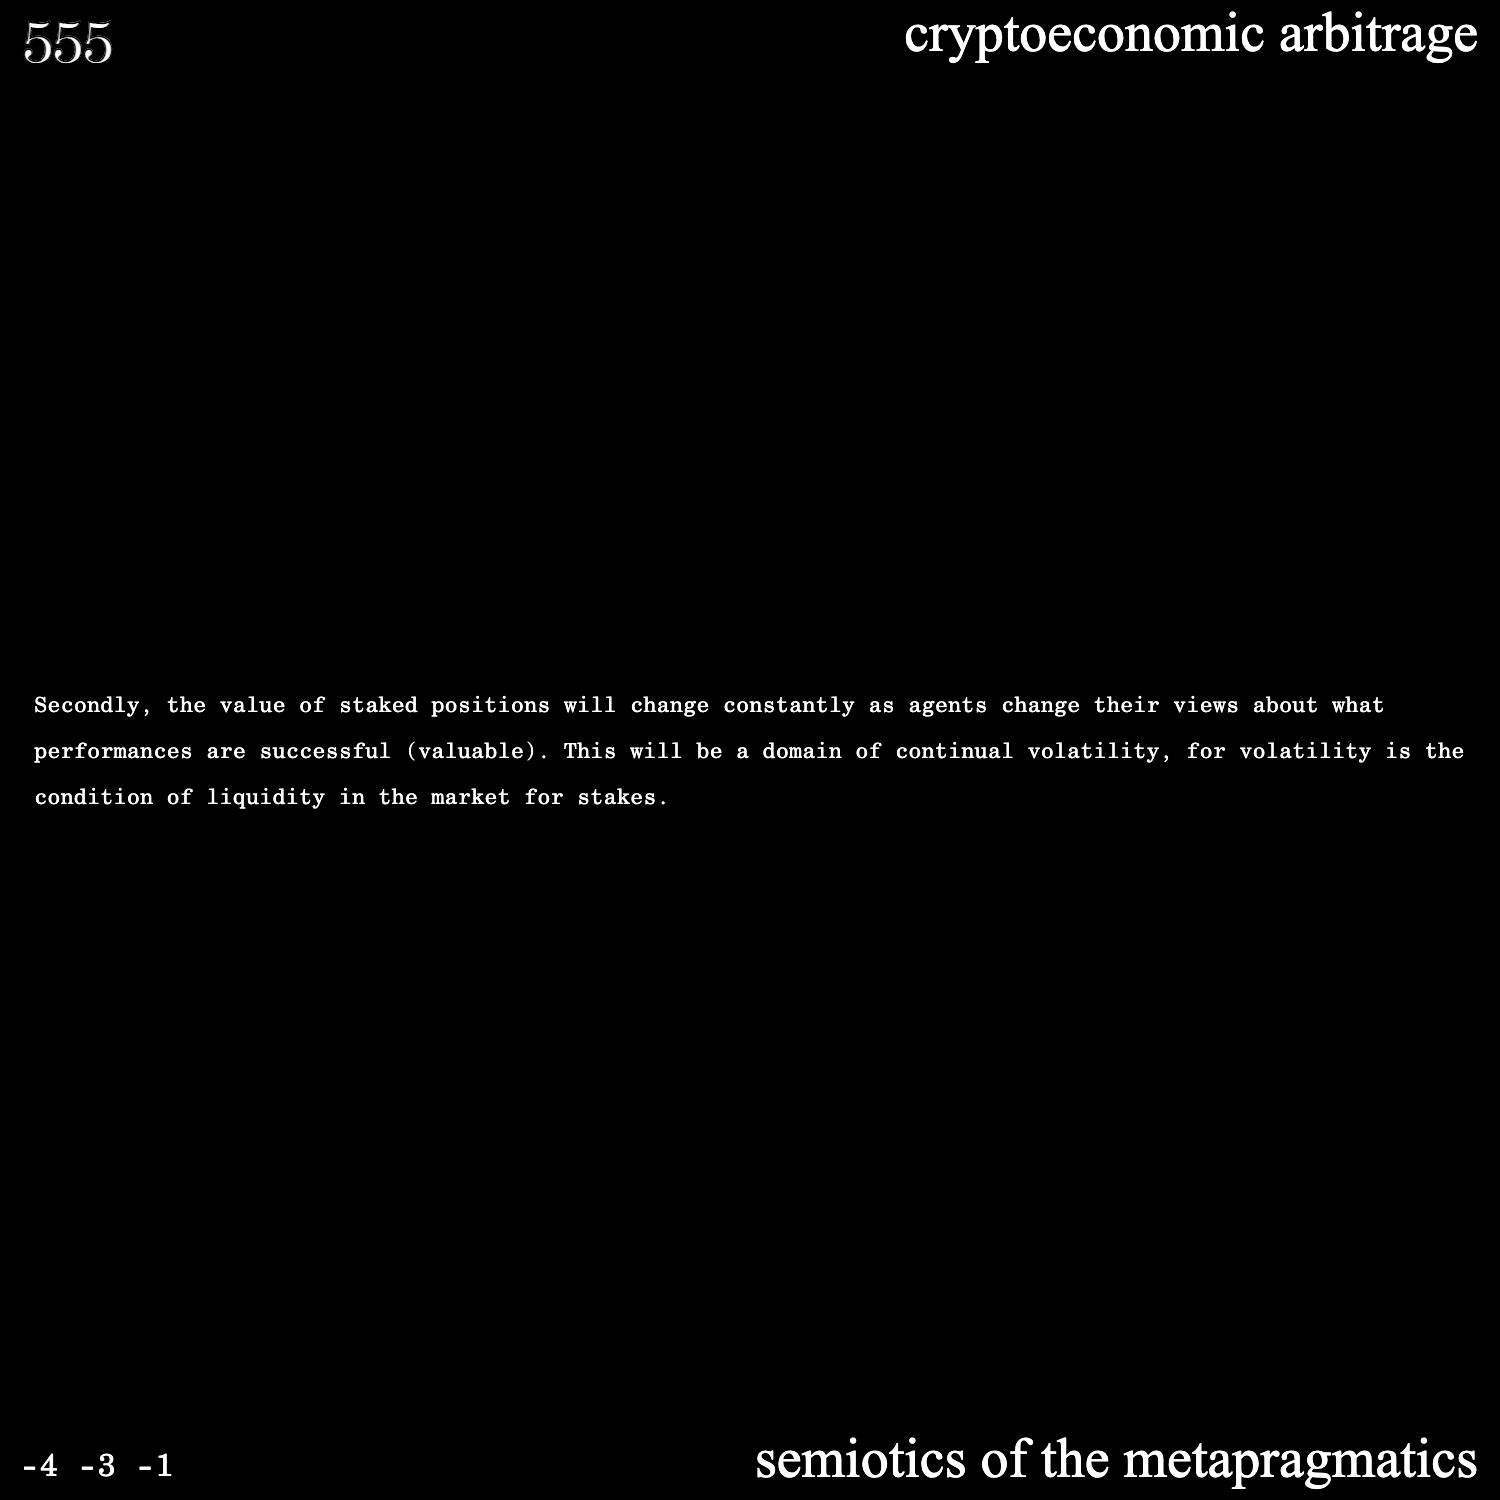 555
cryptoeconomic arbitrage
Secondly, the value of staked positions will change constantly as agents change their views about what
performances are successful (valuable). This will be a domain of continual volatility, for volatility is the
condition of liquidity in the market for stakes.
-4 -3 -1
semiotics of the metapragmatics